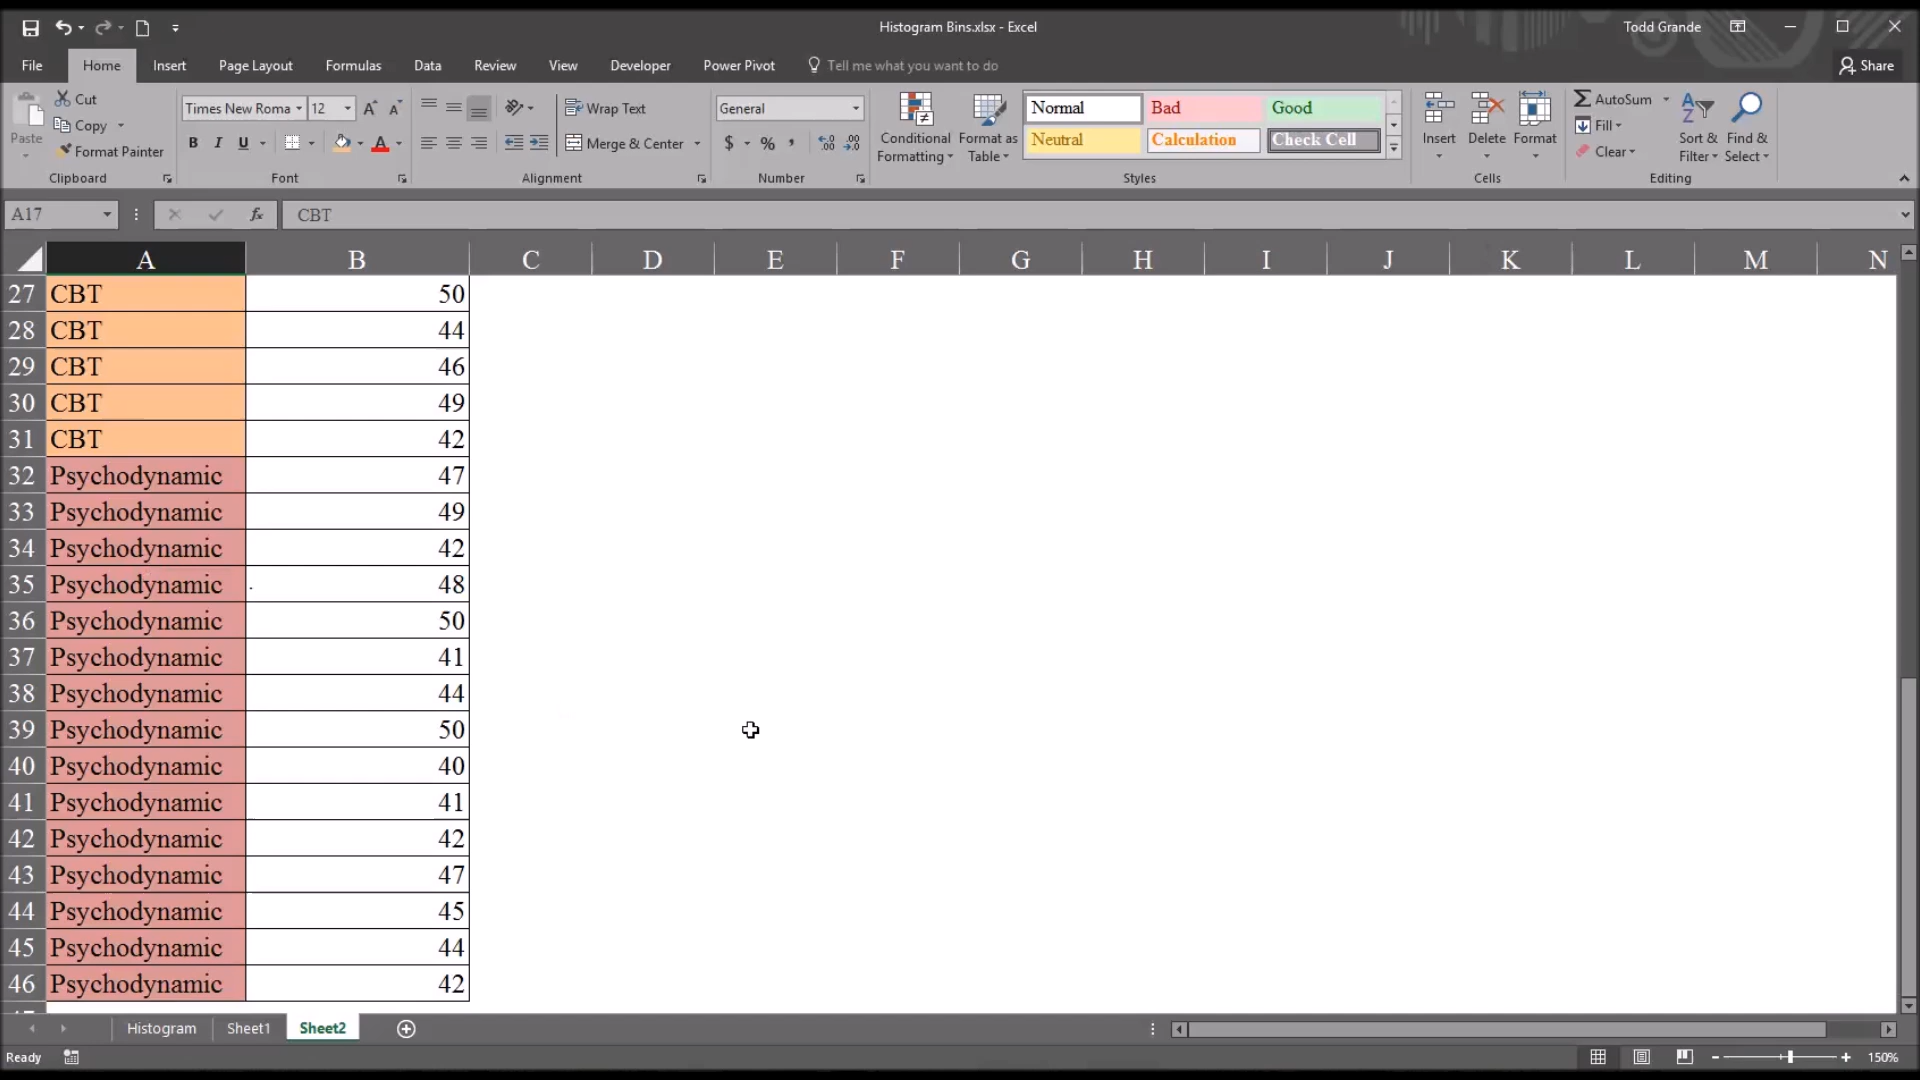 Histogram Bins.xlsx - Excel
Todd Grande
File Home Insert Page Layout Formulas Data Review View Developer Power Pivot Tell me what you want to do Share
Paste
Cut
Copy
Format Painter
Clipboard
Times New Roma 12
B I U
Font
Wrap Text
Merge & Center
Alignment
General
$ % ,
Number
Conditional Formatting
Format as Table
Normal Bad Good
Neutral Calculation Check Cell
Styles
Insert Delete Format
Cells
AutoSum
Fill
Clear
Sort & Filter
Find & Select
Editing
A17 fx CBT
A B C D E F G H I J K L M N
27 CBT 50
28 CBT 44
29 CBT 46
30 CBT 49
31 CBT 42
32 Psychodynamic 47
33 Psychodynamic 49
34 Psychodynamic 42
35 Psychodynamic 48
36 Psychodynamic 50
37 Psychodynamic 41
38 Psychodynamic 44
39 Psychodynamic 50
40 Psychodynamic 40
41 Psychodynamic 41
42 Psychodynamic 42
43 Psychodynamic 47
44 Psychodynamic 45
45 Psychodynamic 44
46 Psychodynamic 42
Histogram Sheet1 Sheet2
Ready 150%